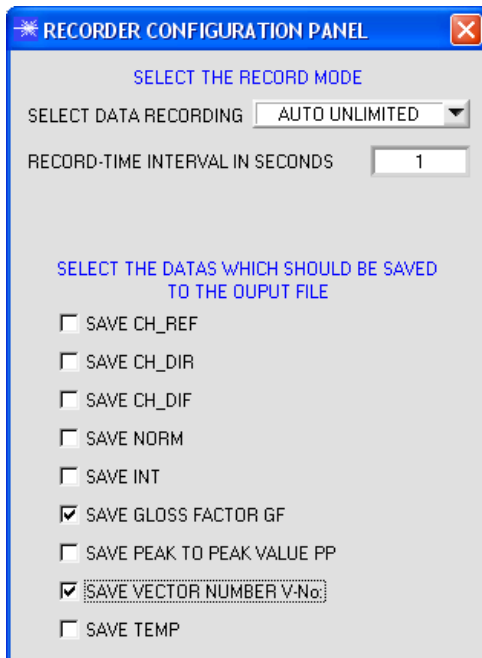 RECORDER CONFIGURATION PANEL
SELECT THE RECORD MODE
SELECT DATA RECORDING AUTO UNLIMITED
RECORD-TIME INTERVAL IN SECONDS 1
SELECT THE DATAS WHICH SHOULD BE SAVED
TO THE OUPUT FILE
SAVE CH_REF
SAVE CH_DIR
SAVE CH_DIF
SAVE NORM
SAVE INT
SAVE GLOSS FACTOR GF
SAVE PEAK TO PEAK VALUE PP
SAVE VECTOR NUMBER V-No:
SAVE TEMP